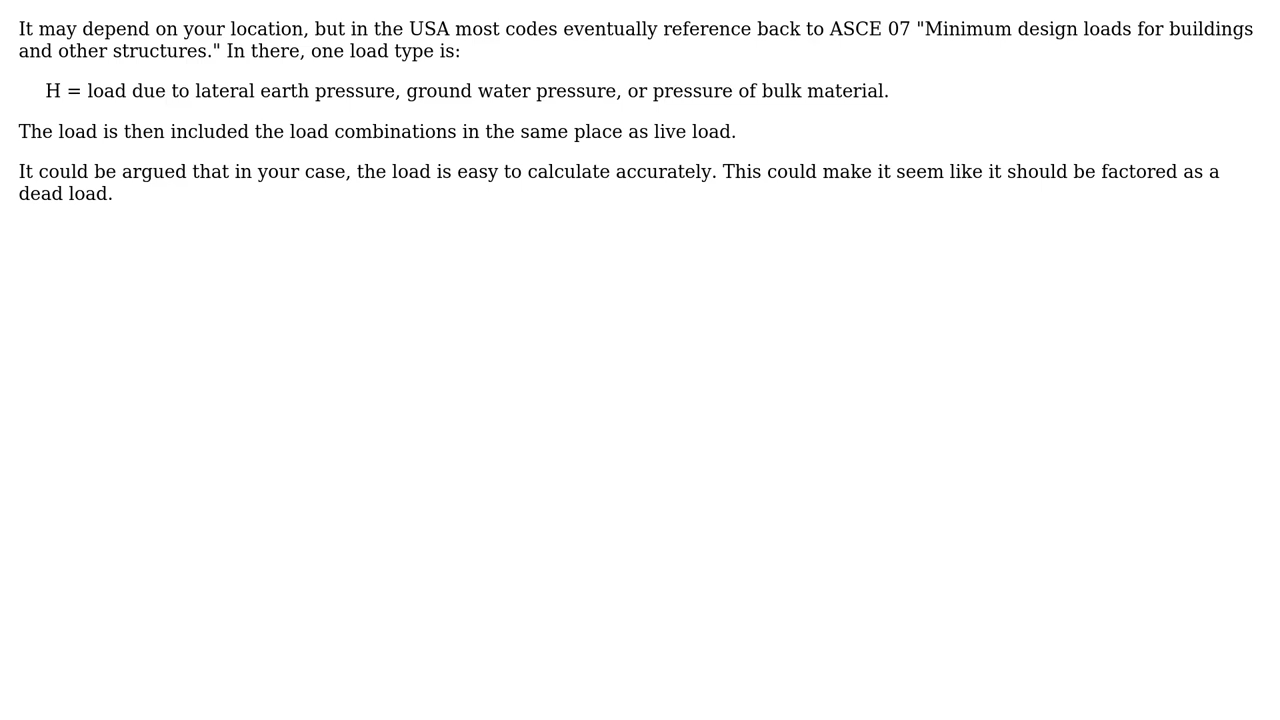 It may depend on your location, but in the USA most codes eventually reference back to ASCE 07 "Minimum design loads for buildings
and other structures." In there, one load type is:
H = load due to lateral earth pressure, ground water pressure, or pressure of bulk material.
The load is then included the load combinations in the same place as live load.
It could be argued that in your case, the load is easy to calculate accurately. This could make it seem like it should be factored as a
dead load.